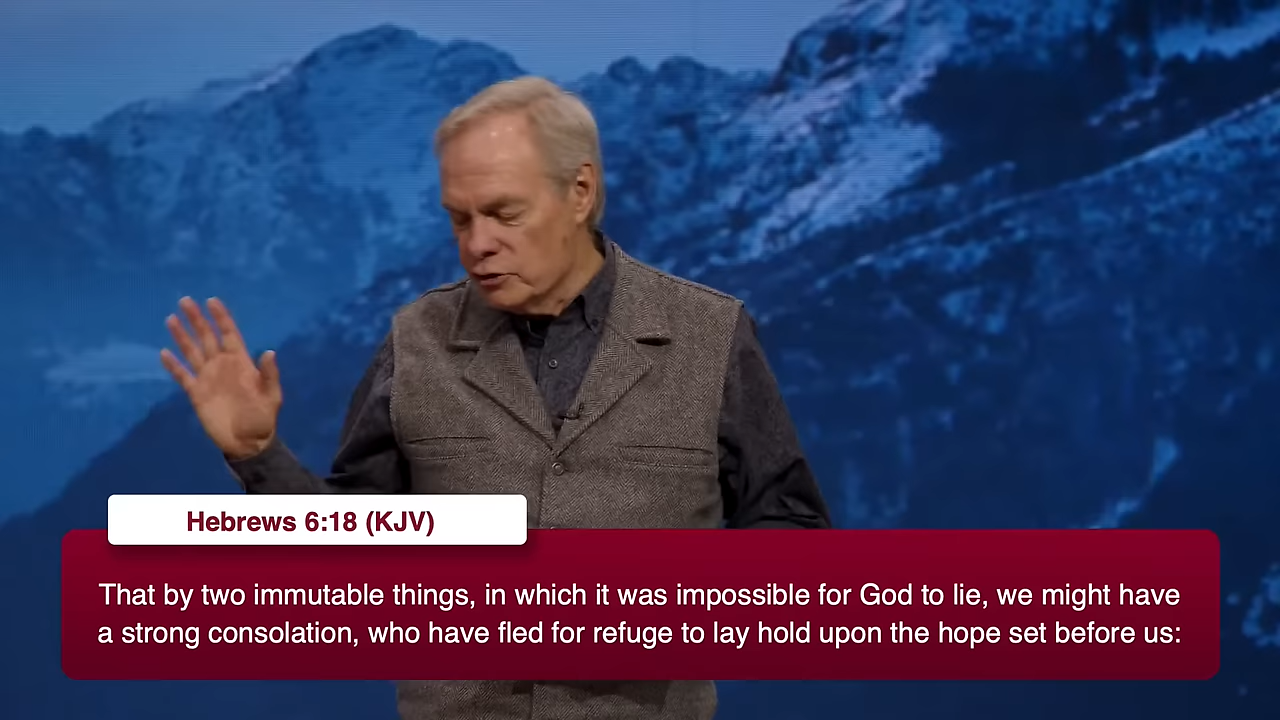 Hebrews 6:18 (KJV)
That by two immutable things, in which it was impossible for God to lie, we might have
a strong consolation, who have fled for refuge to lay hold upon the hope set before us: